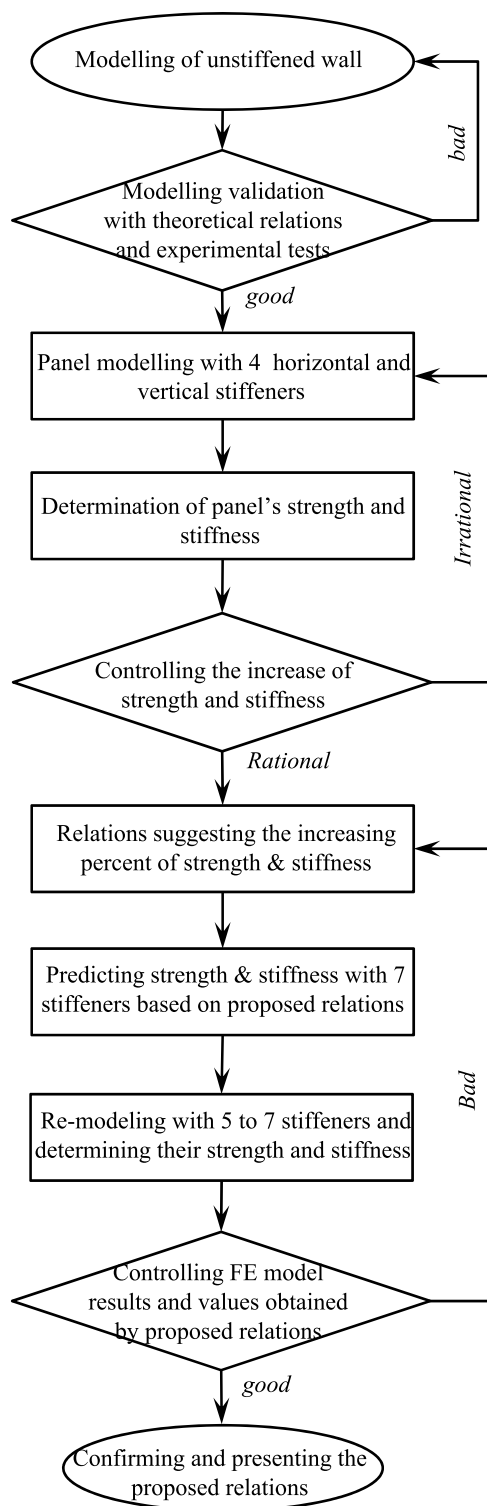 Modelling of unstiffened wall
bad
Modelling validation
with theoretical relations
and experimental tests
good
Panel modelling with 4 horizontal and
vertical stiffeners
Irrational
Determination of panel's strength and
stiffness
Controlling the increase of
strength and stiffness
Rational
Relations suggesting the increasing
percent of strength & stiffness
Predicting strength & stiffness with 7
stiffeners based on proposed relations
Bad
Re-modeling with 5 to 7 stiffeners and
determining their strength and stiffness
Controlling FE model
results and values obtained
by proposed relations
good
Confirming and presenting the
proposed relations